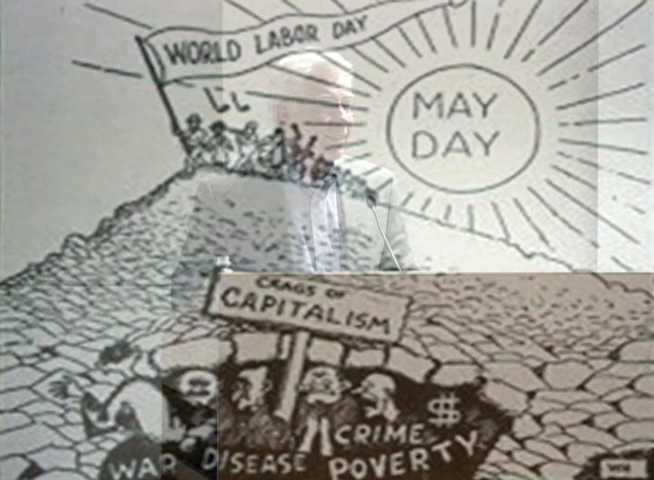 WORLD LABOR DAY
MAY
DAY
CRAGS OF
CAPITALISM
$
CRIME
WAR DISEASE POVERTY